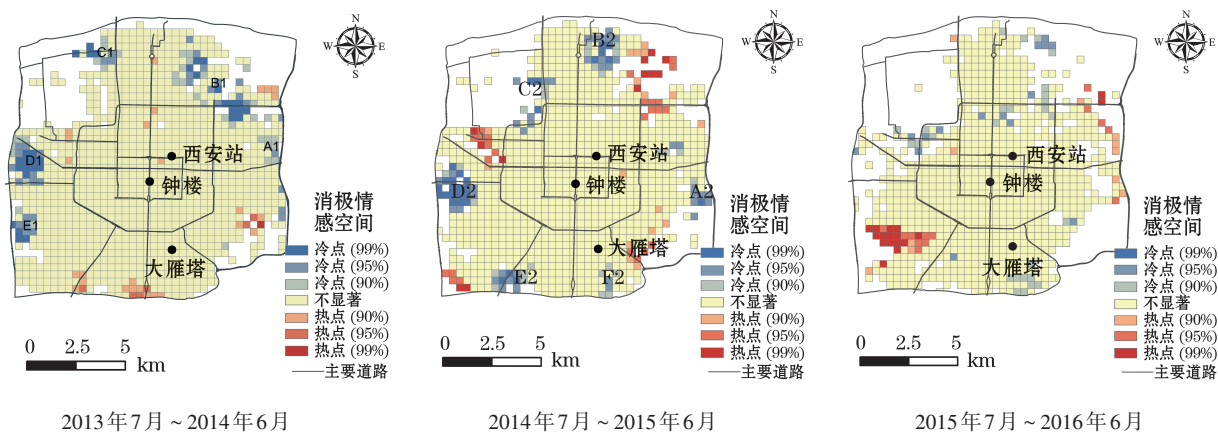 N
W
E
S
C1
B1
A1
D1
E1
西安站
钟楼
大雁塔
消极情
感空间
冷点 (99%)
冷点 (95%)
冷点 (90%)
不显著
热点 (90%)
热点 (95%)
热点 (99%)
主要道路
0 2.5 5
km
2013年7月~2014年6月
N
W
E
S
B2
C2
D2
A2
E2
F2
西安站
钟楼
大雁塔
消极情
感空间
冷点 (99%)
冷点 (95%)
冷点 (90%)
不显著
热点 (90%)
热点 (95%)
热点 (99%)
主要道路
0 2.5 5
km
2014年7月~2015年6月
N
W
E
S
西安站
钟楼
大雁塔
消极情
感空间
冷点 (99%)
冷点 (95%)
冷点 (90%)
不显著
热点 (90%)
热点 (95%)
热点 (99%)
主要道路
0 2.5 5
km
2015年7月~2016年6月